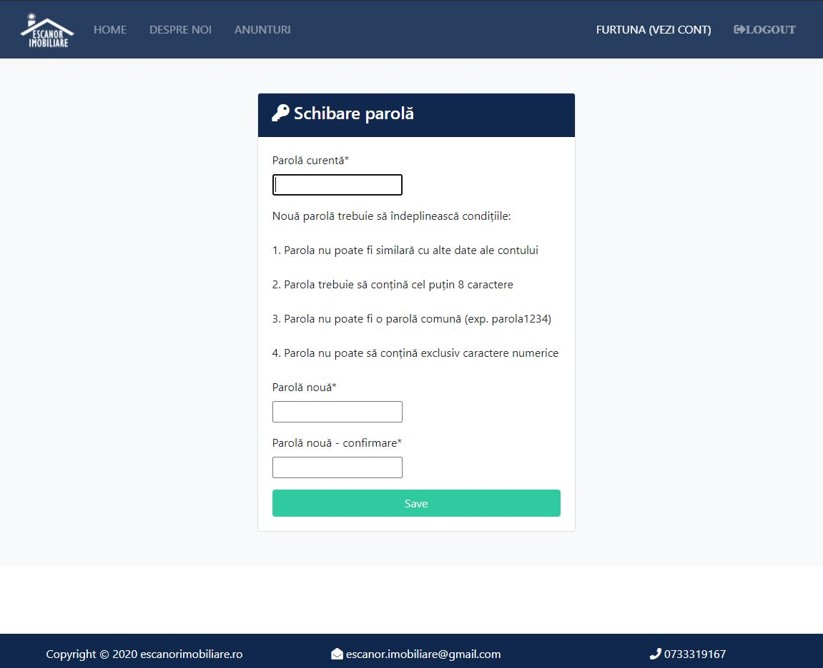 ESCANOR
IMOBILIARE
HOME DESPRE NOI ANUNTURI FURTUNA (VEZI CONT) LOGOUT
Schibare parolă
Parolă curentă*
Nouă parolă trebuie să îndeplinească condițiile:
1. Parola nu poate fi similară cu alte date ale contului
2. Parola trebuie să conțină cel puțin 8 caractere
3. Parola nu poate fi o parolă comună (exp. parola1234)
4. Parola nu poate să conțină exclusiv caractere numerice
Parolă nouă*
Parolă nouă - confirmare*
Save
Copyright © 2020 escanorimobiliare.ro escanor.imobiliare@gmail.com 0733319167